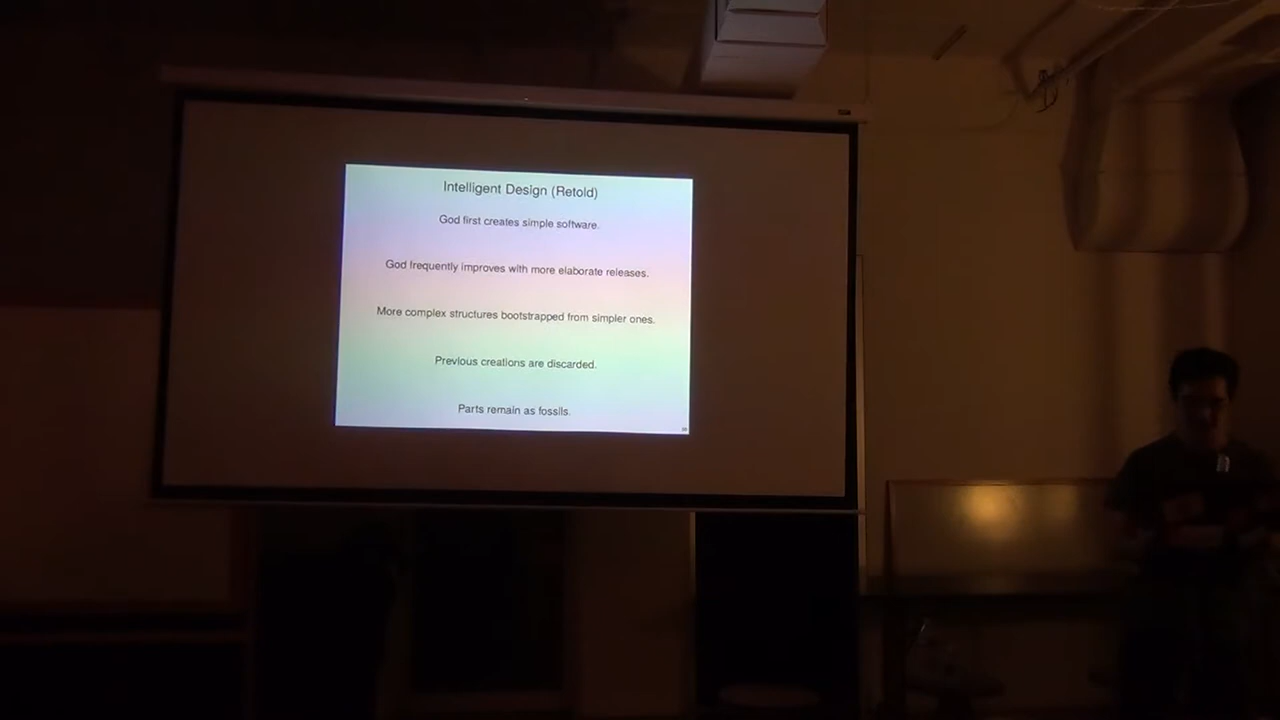 Intelligent Design (Retold)
God first creates simple software.
God frequently improves with more elaborate releases.
More complex structures bootstrapped from simpler ones.
Previous creations are discarded.
Parts remain as fossils.